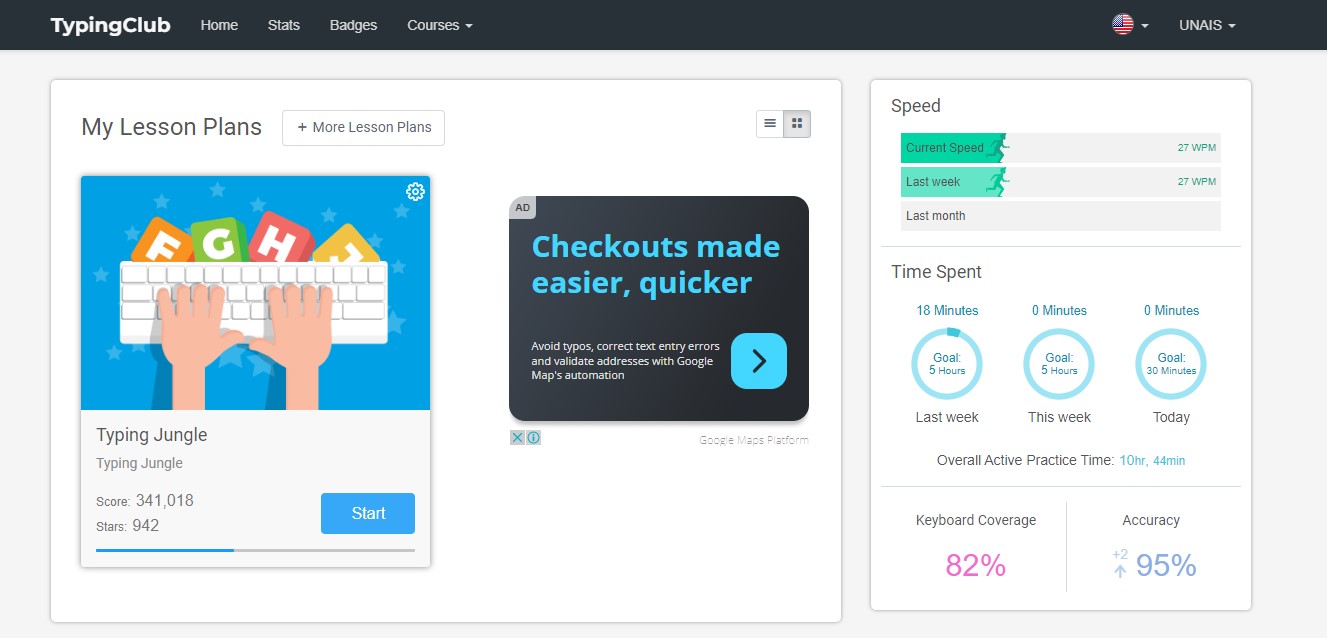 TypingClub Home Stats Badges Courses UNAIS
My Lesson Plans + More Lesson Plans
F G H J
Typing Jungle
Typing Jungle
Score: 341,018
Stars: 942
Start
AD
Checkouts made
easier, quicker
Avoid typos, correct text entry errors
and validate addresses with Google
Map's automation
Google Maps Platform
Speed
Current Speed 27 WPM
Last week 27 WPM
Last month
Time Spent
18 Minutes 0 Minutes 0 Minutes
Goal: Goal: Goal:
5 Hours 5 Hours 30 Minutes
Last week This week Today
Overall Active Practice Time: 10hr, 44min
Keyboard Coverage Accuracy
82% +2 95%